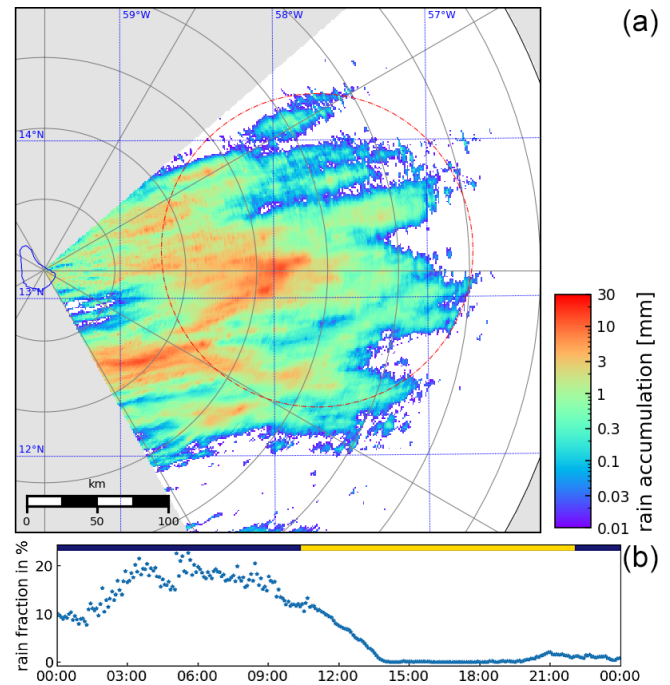 59°W 58°W 57°W (a)
14°N
13°N
12°N
km
0 50 100
30
10
3
1
0.3
0.1
0.03
0.01
rain accumulation [mm]
(b)
rain fraction in %
20
10
0
00:00 03:00 06:00 09:00 12:00 15:00 18:00 21:00 00:00